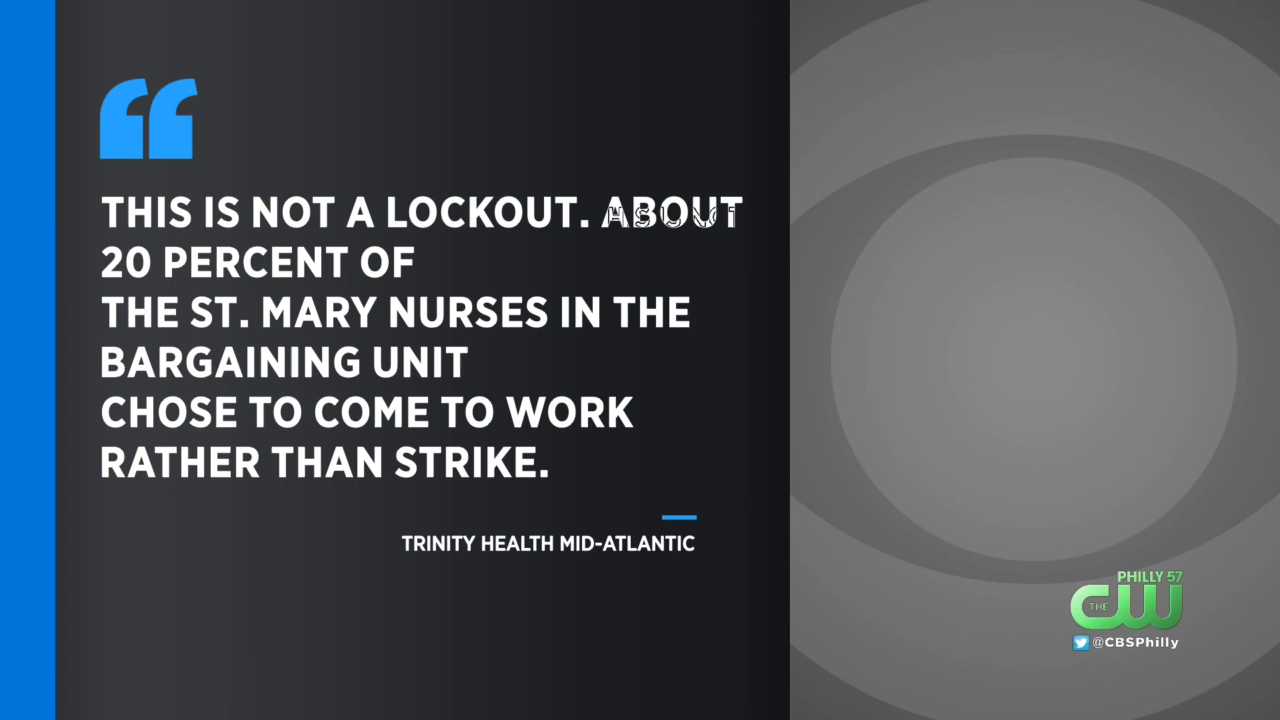 THIS IS NOT A LOCKOUT. ABOUT
20 PERCENT OF
THE ST. MARY NURSES IN THE
BARGAINING UNIT
CHOSE TO COME TO WORK
RATHER THAN STRIKE.
TRINITY HEALTH MID-ATLANTIC
PHILLY 57
THE CW
@CBSPhilly